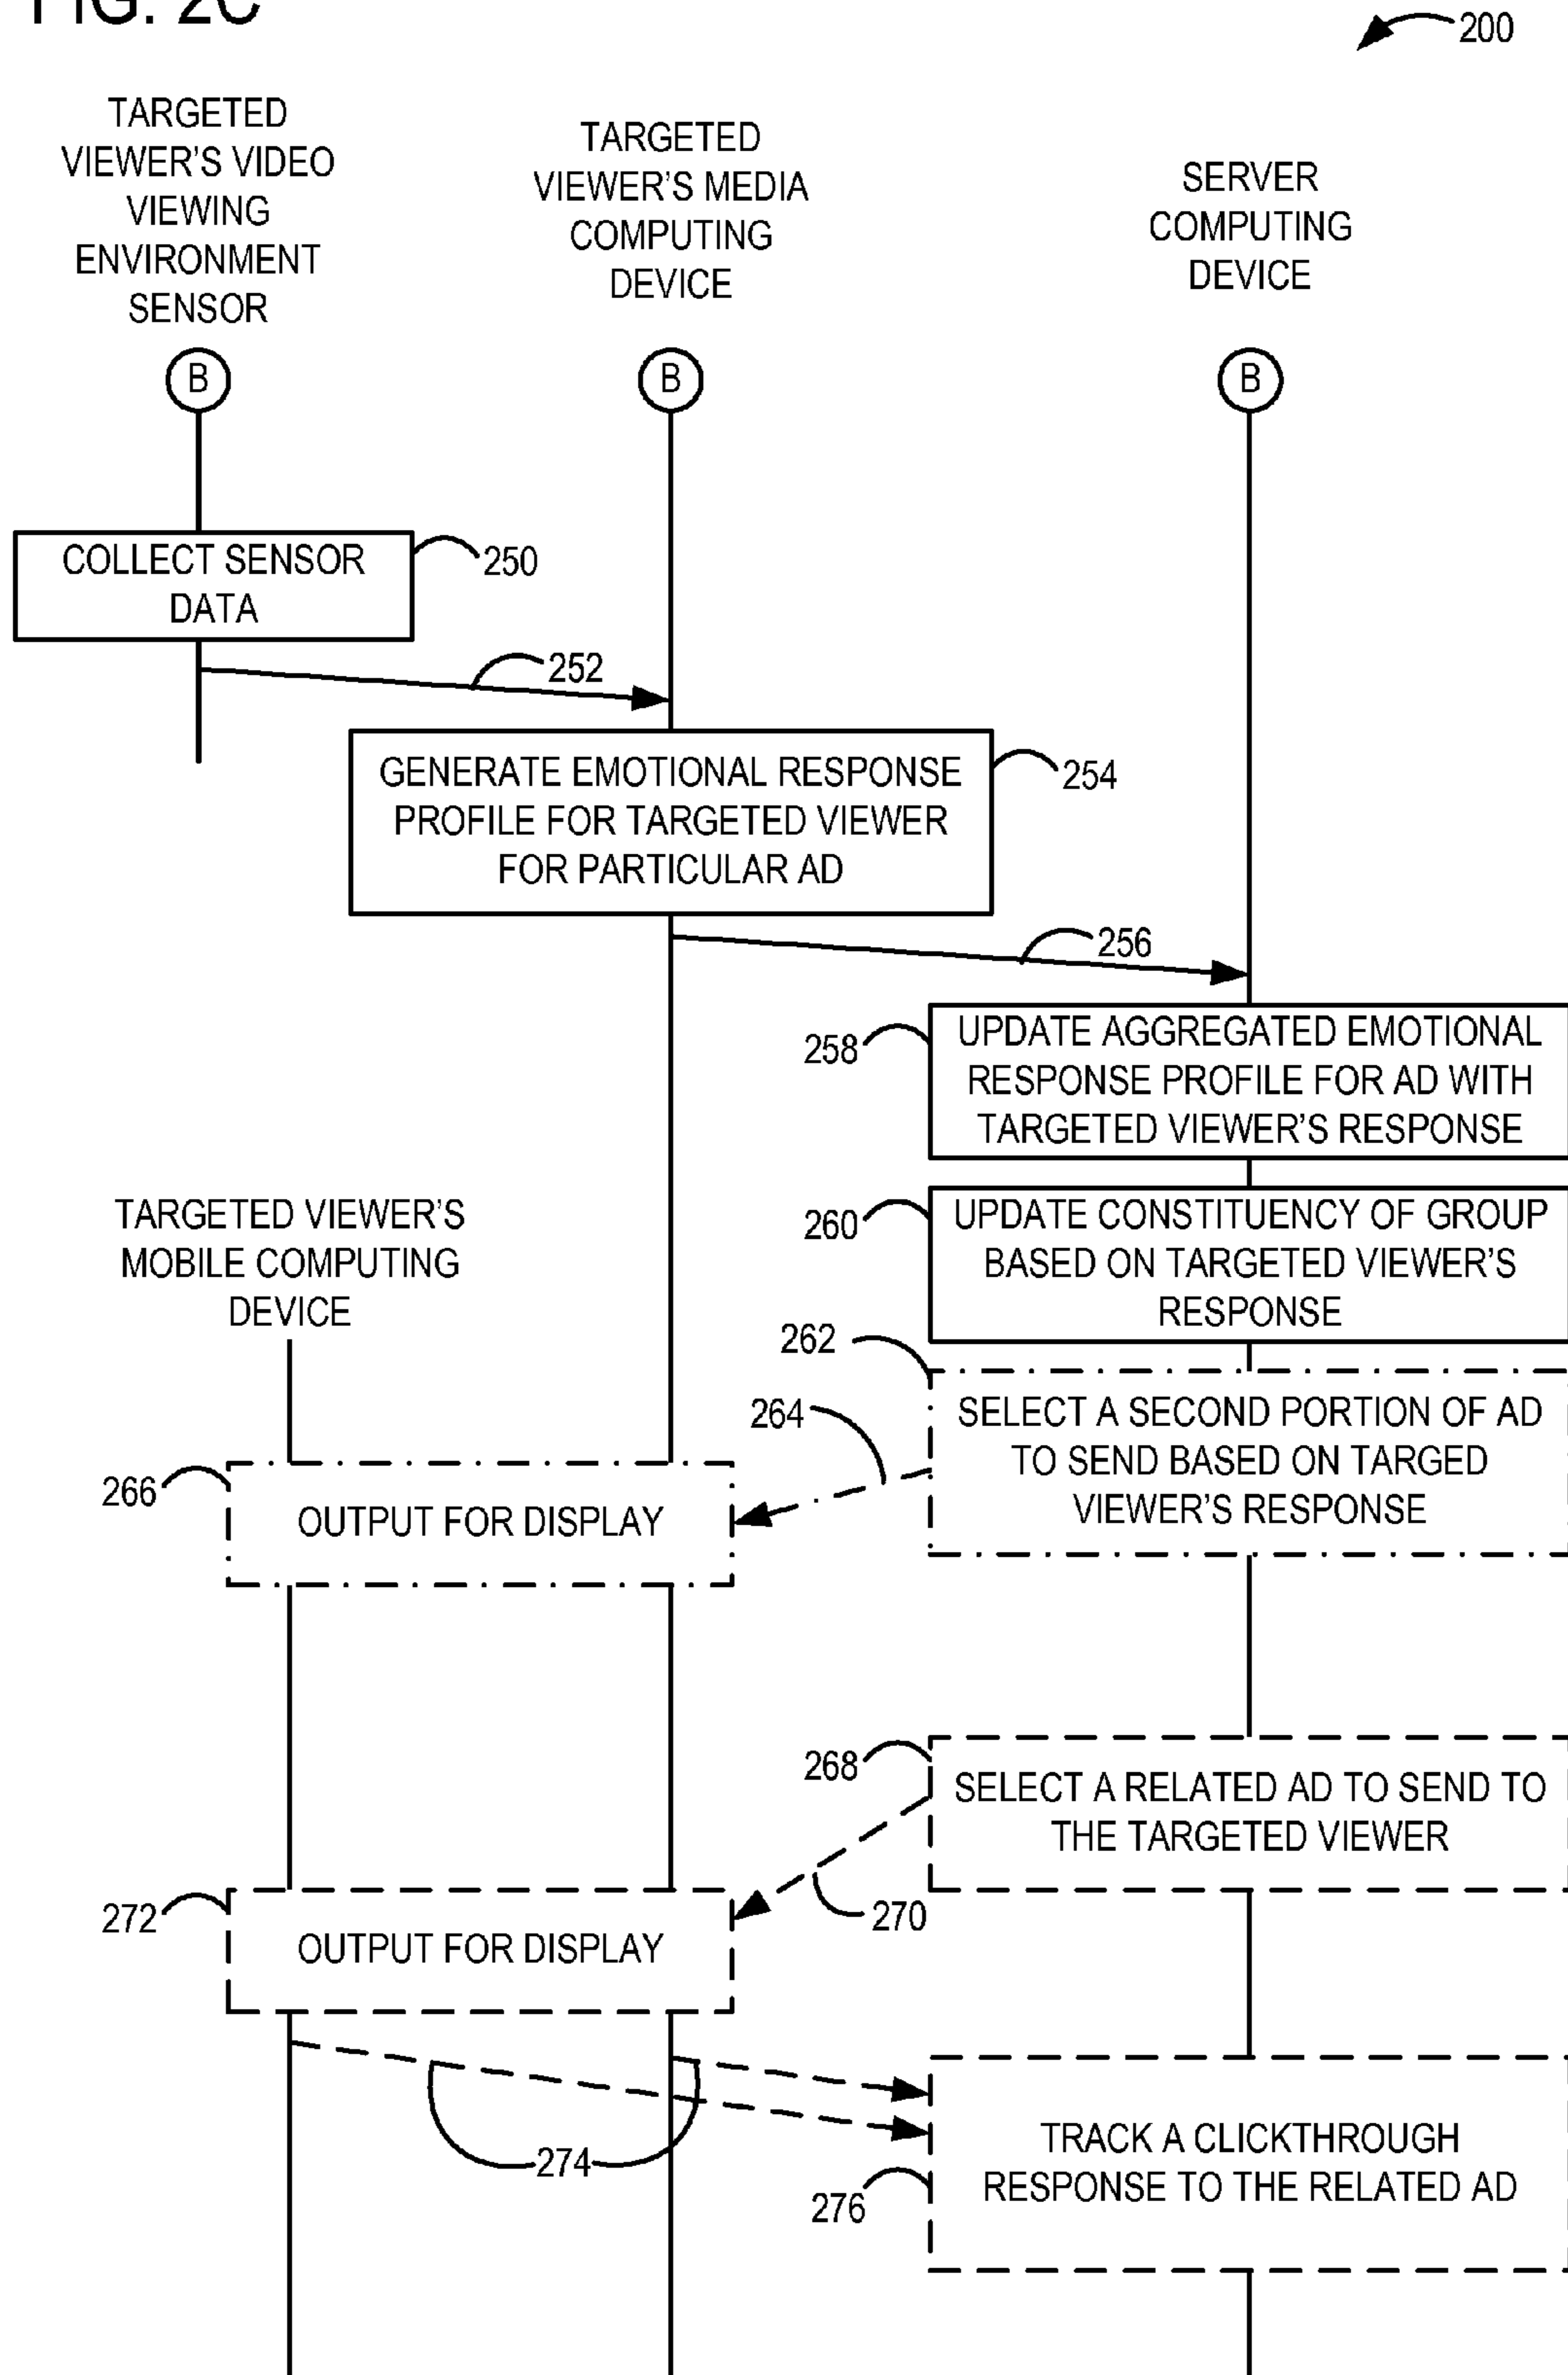 FIG. 2C
200
TARGETED
VIEWER'S VIDEO
VIEWING
ENVIRONMENT
SENSOR
TARGETED
VIEWER'S MEDIA
COMPUTING
DEVICE
SERVER
COMPUTING
DEVICE
B
B
B
COLLECT SENSOR
DATA
250
252
GENERATE EMOTIONAL RESPONSE
PROFILE FOR TARGETED VIEWER
FOR PARTICULAR AD
254
256
258
UPDATE AGGREGATED EMOTIONAL
RESPONSE PROFILE FOR AD WITH
TARGETED VIEWER'S RESPONSE
TARGETED VIEWER'S
MOBILE COMPUTING
DEVICE
260
UPDATE CONSTITUENCY OF GROUP
BASED ON TARGETED VIEWER'S
RESPONSE
262
SELECT A SECOND PORTION OF AD
TO SEND BASED ON TARGED
VIEWER'S RESPONSE
264
266
OUTPUT FOR DISPLAY
268
SELECT A RELATED AD TO SEND TO
THE TARGETED VIEWER
270
272
OUTPUT FOR DISPLAY
274
TRACK A CLICKTHROUGH
RESPONSE TO THE RELATED AD
276